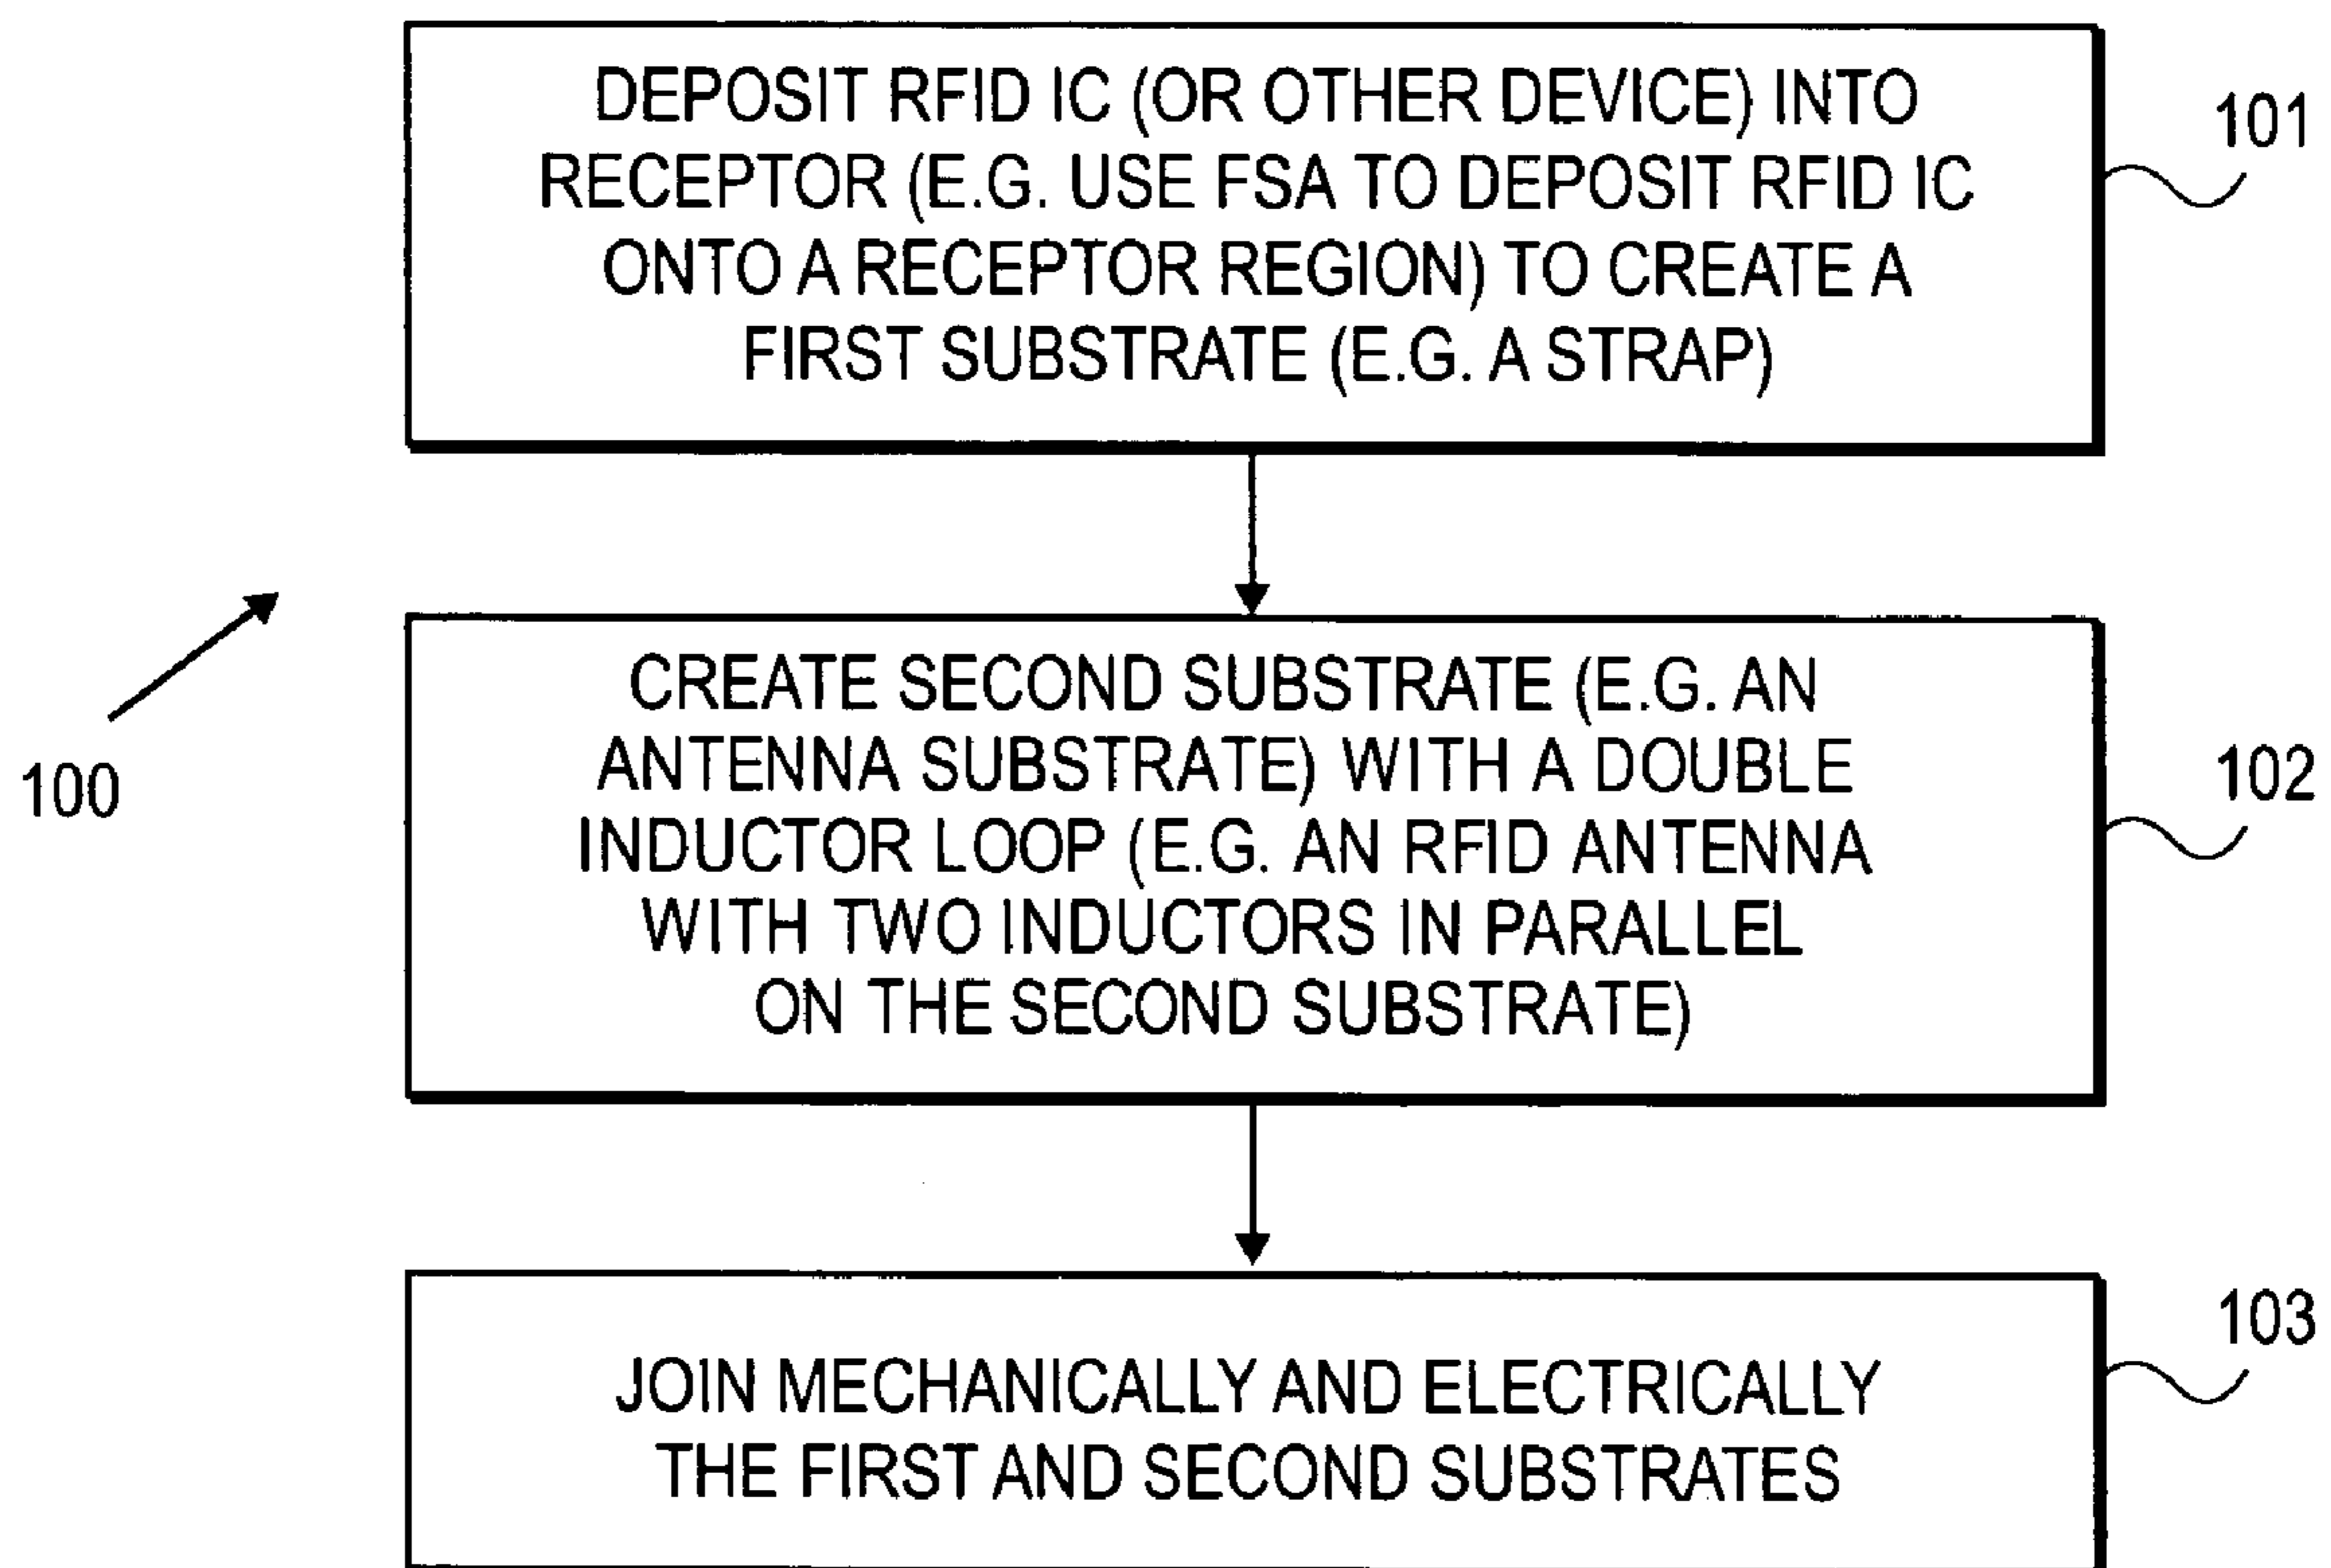 DEPOSIT RFID IC (OR OTHER DEVICE) INTO
RECEPTOR (E.G. USE FSA TO DEPOSIT RFID IC
ONTO A RECEPTOR REGION) TO CREATE A
FIRST SUBSTRATE (E.G. A STRAP)
101
CREATE SECOND SUBSTRATE (E.G. AN
ANTENNA SUBSTRATE) WITH A DOUBLE
INDUCTOR LOOP (E.G. AN RFID ANTENNA
WITH TWO INDUCTORS IN PARALLEL
ON THE SECOND SUBSTRATE)
102
100
JOIN MECHANICALLY AND ELECTRICALLY
THE FIRST AND SECOND SUBSTRATES
103